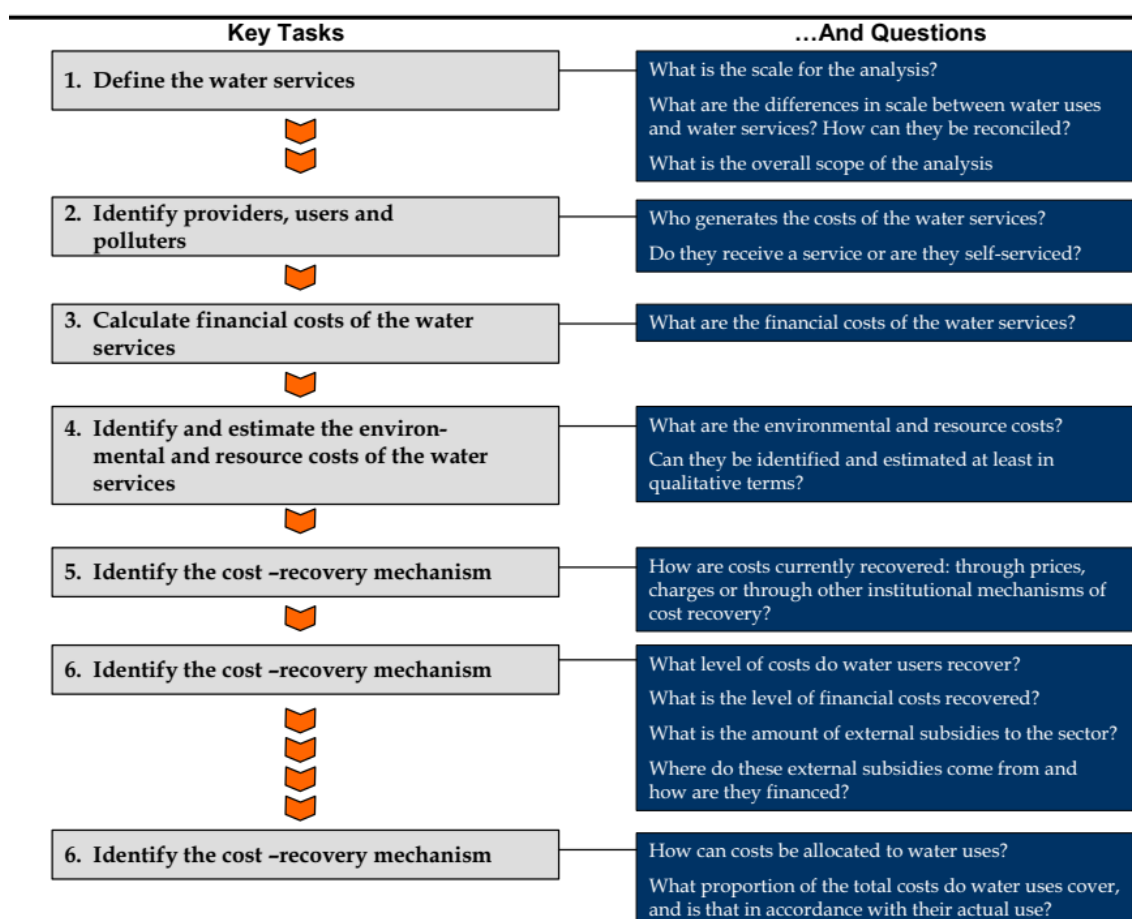 Key Tasks
...And Questions
1. Define the water services
What is the scale for the analysis?
What are the differences in scale between water uses
and water services? How can they be reconciled?
What is the overall scope of the analysis
2. Identify providers, users and
polluters
Who generates the costs of the water services?
Do they receive a service or are they self-serviced?
3. Calculate financial costs of the water
services
What are the financial costs of the water services?
4. Identify and estimate the environ-
mental and resource costs of the water
services
What are the environmental and resource costs?
Can they be identified and estimated at least in
qualitative terms?
5. Identify the cost –recovery mechanism
How are costs currently recovered: through prices,
charges or through other institutional mechanisms of
cost recovery?
6. Identify the cost –recovery mechanism
What level of costs do water users recover?
What is the level of financial costs recovered?
What is the amount of external subsidies to the sector?
Where do these external subsidies come from and
how are they financed?
6. Identify the cost –recovery mechanism
How can costs be allocated to water uses?
What proportion of the total costs do water uses cover,
and is that in accordance with their actual use?